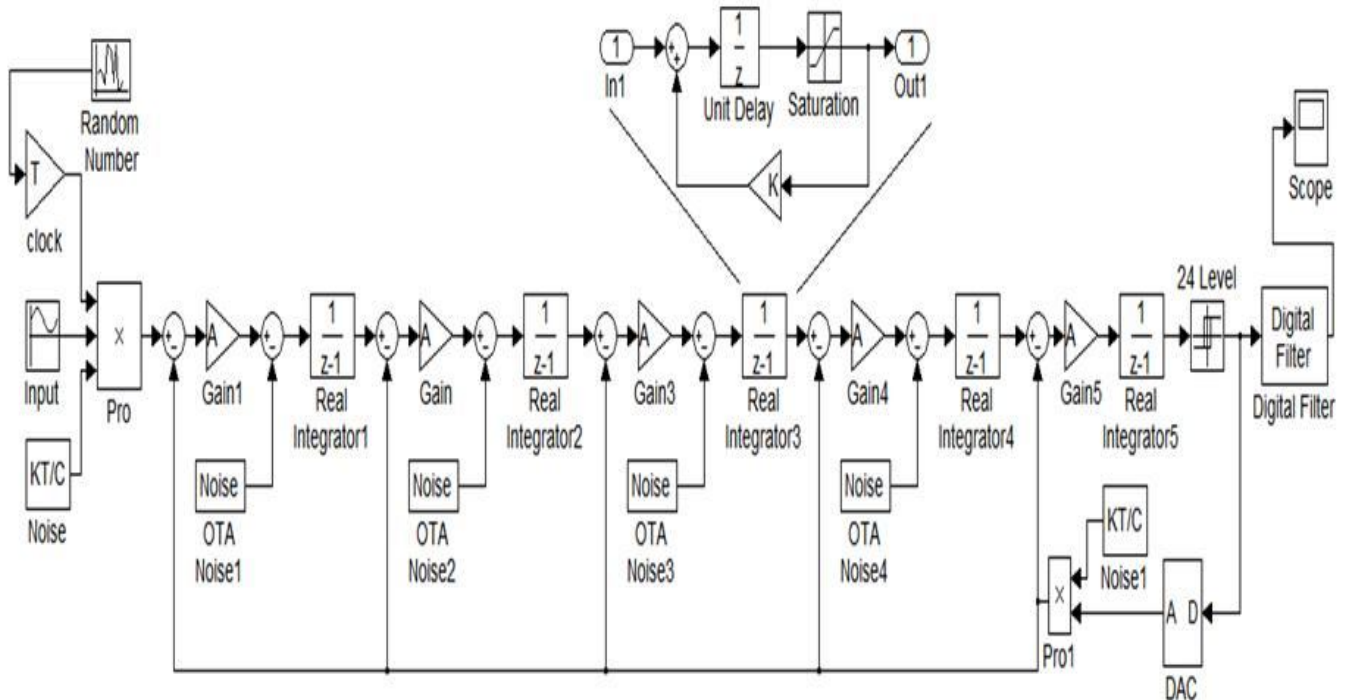 1
In1
+
+
1
z
Unit Delay
Saturation
1
Out1
K
Random
Number
T
clock
Scope
Input
×
Pro
KT/C
Noise
+
-
A
Gain1
+
-
1
z-1
Real
Integrator1
Noise
OTA
Noise1
+
-
A
Gain
+
-
1
z-1
Real
Integrator2
Noise
OTA
Noise2
+
-
A
Gain3
+
-
1
z-1
Real
Integrator3
Noise
OTA
Noise3
+
-
A
Gain4
+
-
1
z-1
Real
Integrator4
Noise
OTA
Noise4
+
-
A
Gain5
1
z-1
Real
Integrator5
24 Level
Digital
Filter
Digital Filter
KT/C
Noise1
×
Pro1
A D
DAC